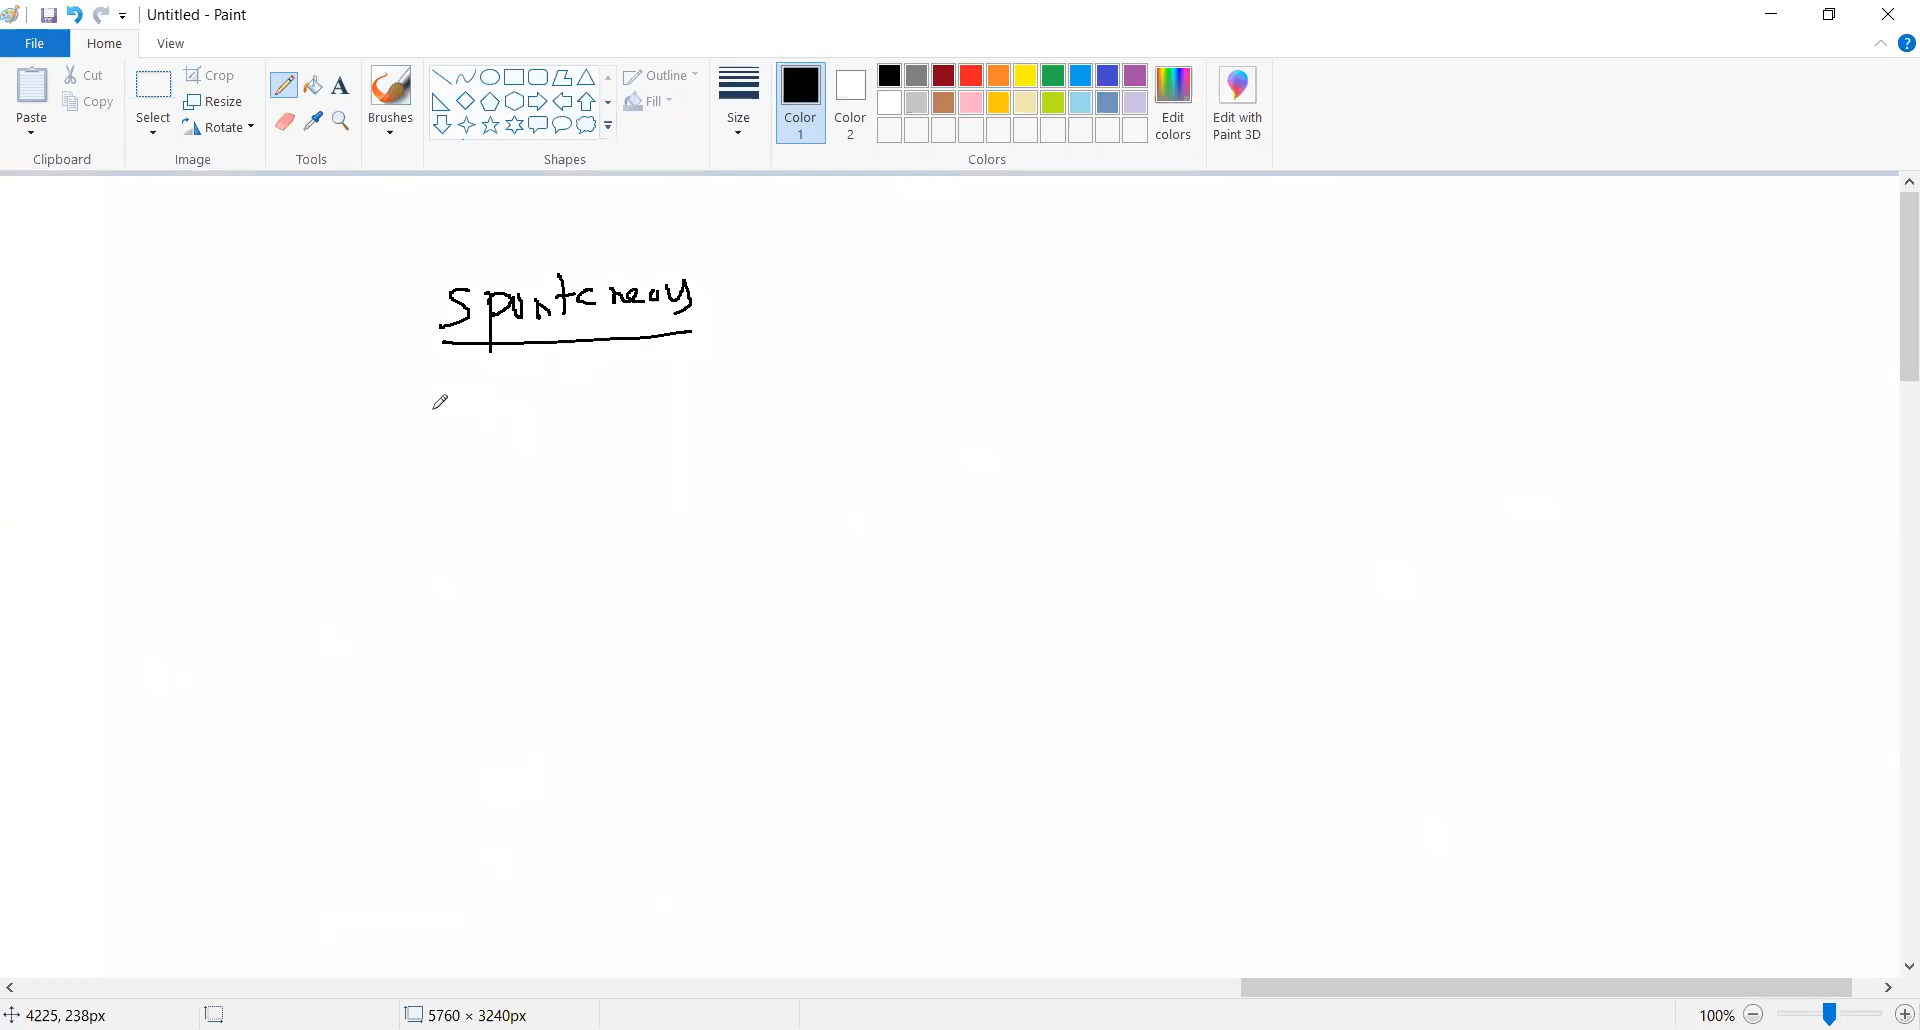 Untitled - Paint
File Home View
Paste
Cut
Copy
Clipboard
Select
Crop
Resize
Rotate
Image
Tools
Brushes
Shapes
Outline
Fill
Size
Color 1
Color 2
Colors
Edit colors
Edit with Paint 3D
spontaneous
4225, 238px
5760 × 3240px
100%